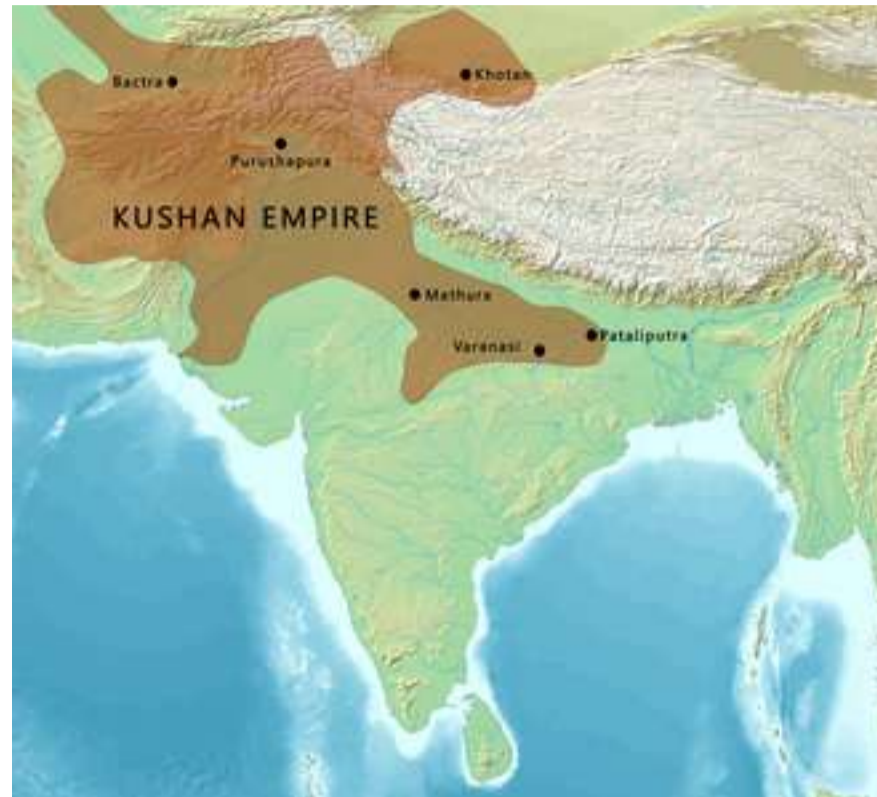 Khotan
Bactra
Purushapura
KUSHAN EMPIRE
Mathura
Pataliputra
Varanasi